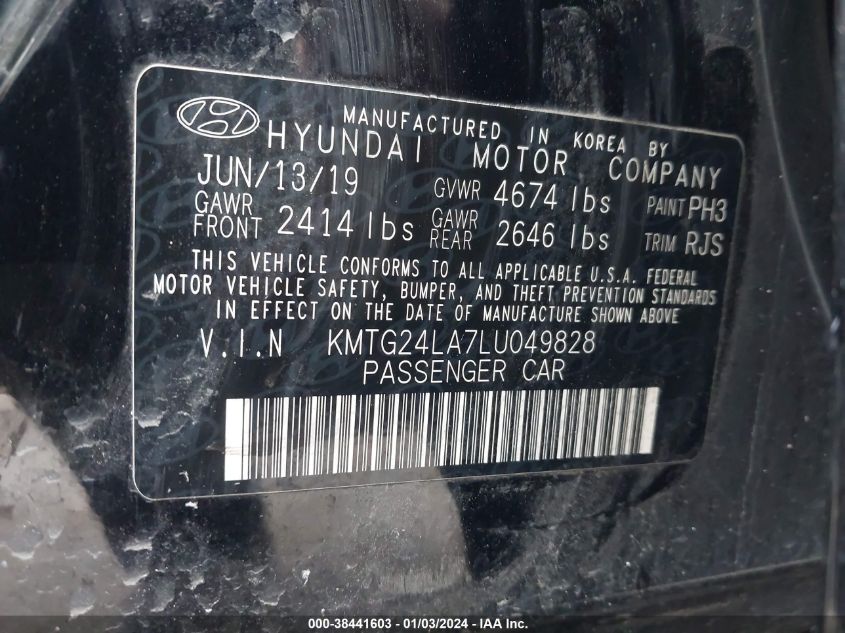 MANUFACTURED IN KOREA BY
HYUNDAI MOTOR COMPANY
JUN/13/19 GVWR 4674 lbs PAINT PH3
GAWR FRONT 2414 lbs GAWR REAR 2646 lbs TRIM RJS
THIS VEHICLE CONFORMS TO ALL APPLICABLE U.S.A. FEDERAL
MOTOR VEHICLE SAFETY, BUMPER, AND THEFT PREVENTION STANDARDS
IN EFFECT ON THE DATE OF MANUFACTURE SHOWN ABOVE
V.I.N KMTG24LA7LU049828
PASSENGER CAR
000-38441603 - 01/03/2024 - IAA Inc.